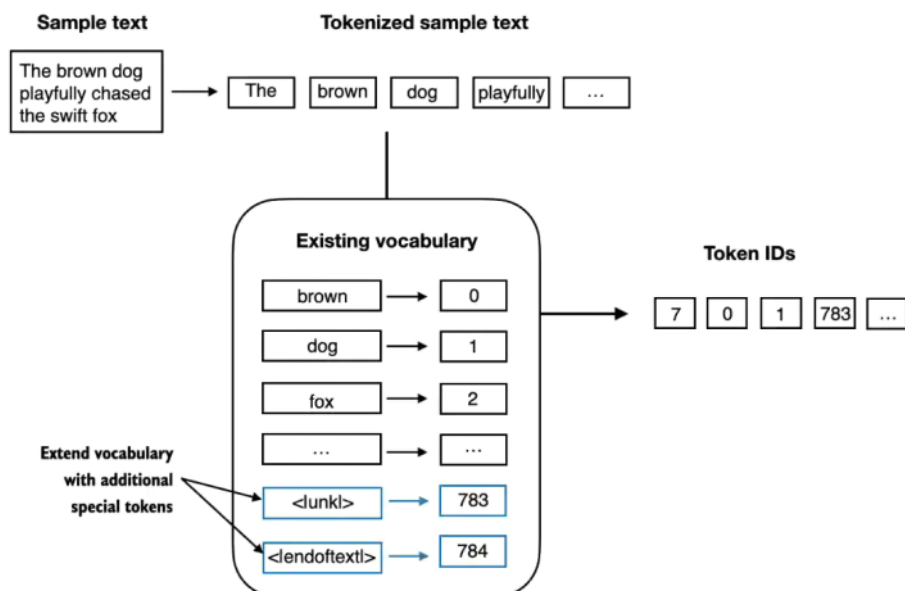 Sample text
Tokenized sample text
The brown dog
playfully chased
the swift fox
The
brown
dog
playfully
...
Existing vocabulary
brown
0
dog
1
fox
2
...
...
<|unk|>
783
<|endoftext|>
784
Extend vocabulary
with additional
special tokens
Token IDs
7
0
1
783
...